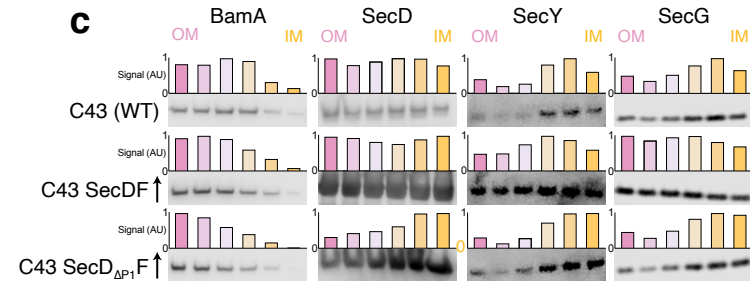 c
BamA SecD SecY SecG
OM IM OM IM OM IM OM IM
1 1 1 1
Signal (AU)
0 0 0 0
C43 (WT)
1 1 1 1
Signal (AU)
0 0 0 0
C43 SecDF ↑
1 1 1 1
Signal (AU)
0 0 0 0
C43 SecDΔP1F ↑